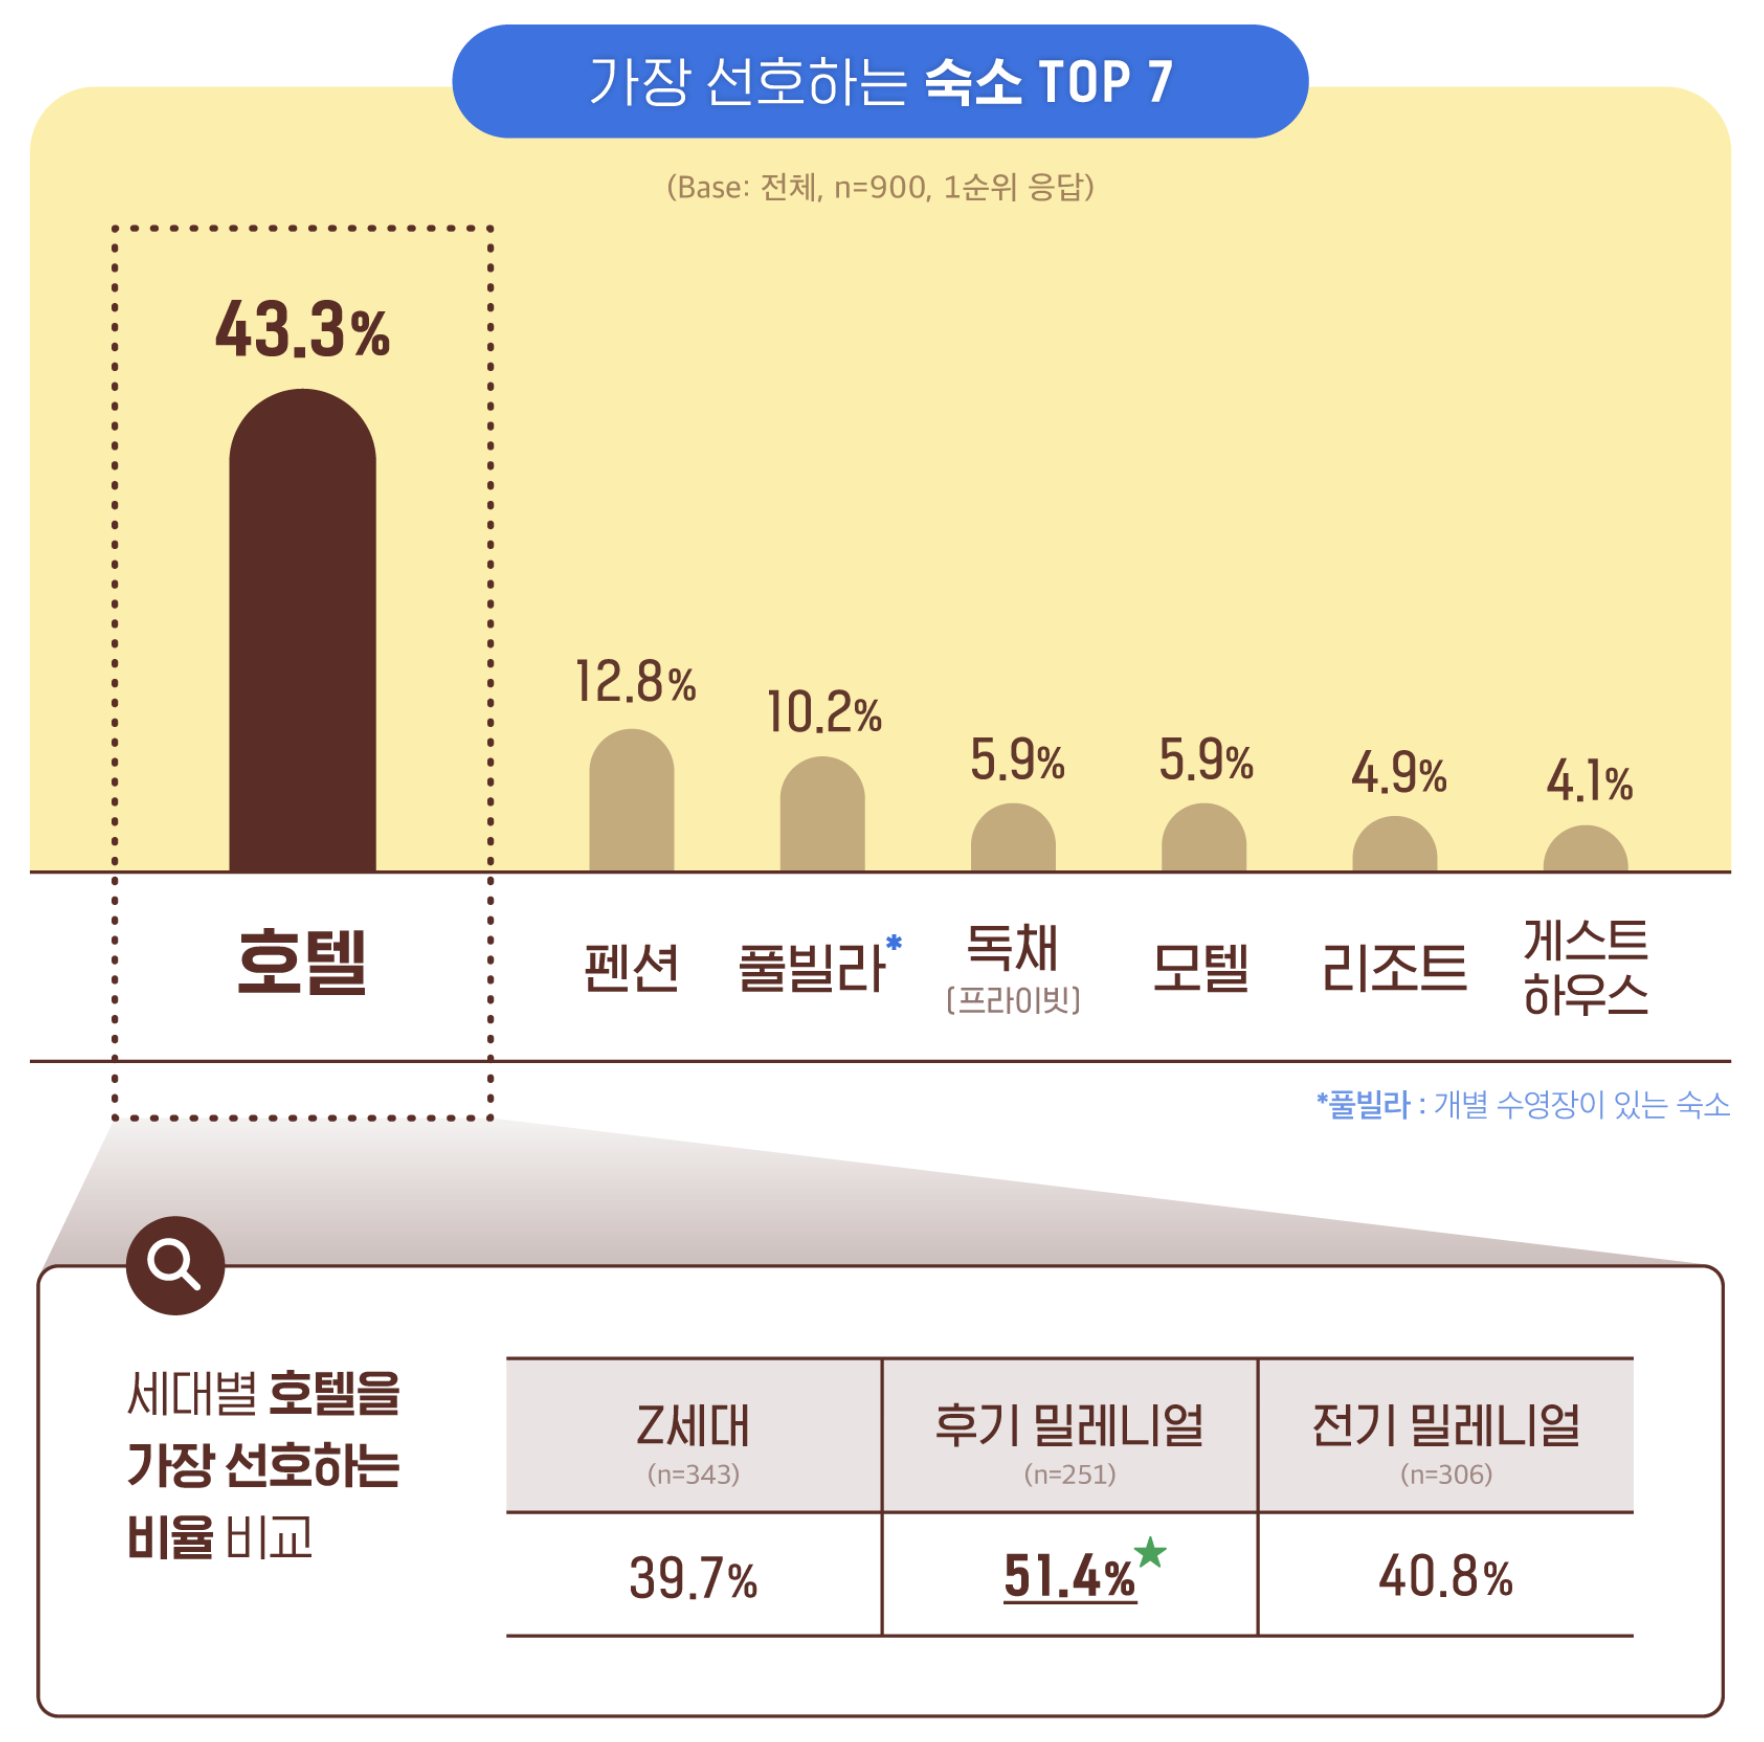 가장 선호하는 숙소 TOP 7
(Base: 전체, n=900, 1순위 응답)
43.3%
12.8%
10.2%
5.9%
5.9%
4.9%
4.1%
호텔
펜션
풀빌라*
독채
(프라이빗)
모텔
리조트
게스트
하우스
*풀빌라 : 개별 수영장이 있는 숙소
세대별 호텔을
가장 선호하는
비율 비교
Z세대
(n=343)
후기 밀레니얼
(n=251)
전기 밀레니얼
(n=306)
39.7%
51.4%★
40.8%